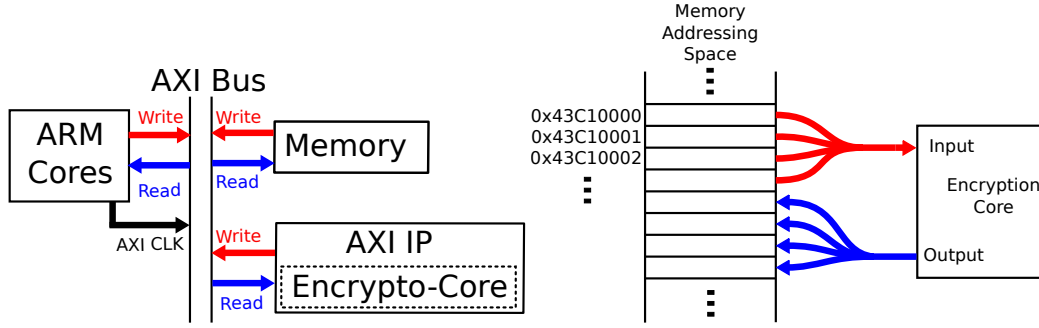 AXI Bus
ARM
Cores
Write
Read
AXI CLK
Write
Read
Memory
Write
Read
AXI IP
Encrypto-Core
Memory
Addressing
Space
0x43C10000
0x43C10001
0x43C10002
Input
Encryption
Core
Output